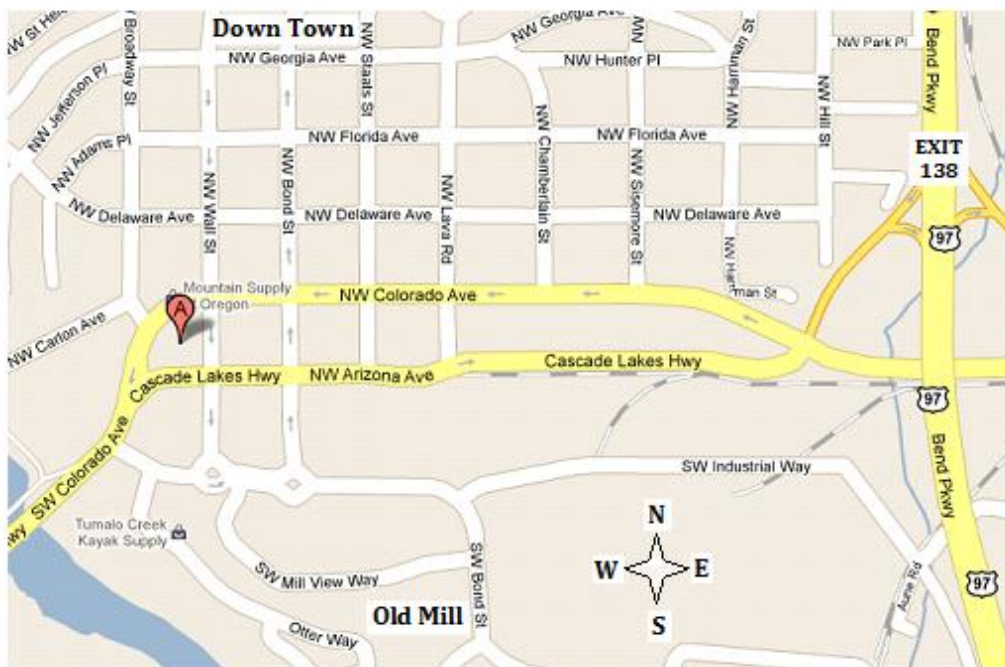 Down Town
NW St Hele
NW Broadway St
NW Jefferson Pl
NW Georgia Ave
NW Staats St
NW Georgia Ave
NW
NW Hunter Pl
NW Harriman St
NW Park Pl
Bend Pkwy
NW Adams Pl
NW Florida Ave
NW Florida Ave
NW Hill St
EXIT
138
NW Wall St
NW Bond St
NW Lava Rd
NW Chamberlain St
NW Sisemore St
NW Delaware Ave
NW Delaware Ave
NW Delaware Ave
97
NW Harriman St
Mountain Supply
Oregon
A
NW Colorado Ave
NW Carlon Ave
Cascade Lakes Hwy
NW Arizona Ave
Cascade Lakes Hwy
97
SW Colorado Ave
Bend Pkwy
SW Industrial Way
Tumalo Creek
Kayak Supply
N
W
E
S
SW Mill View Way
SW Bond St
Old Mill
Otter Way
Aune Rd
97
wy